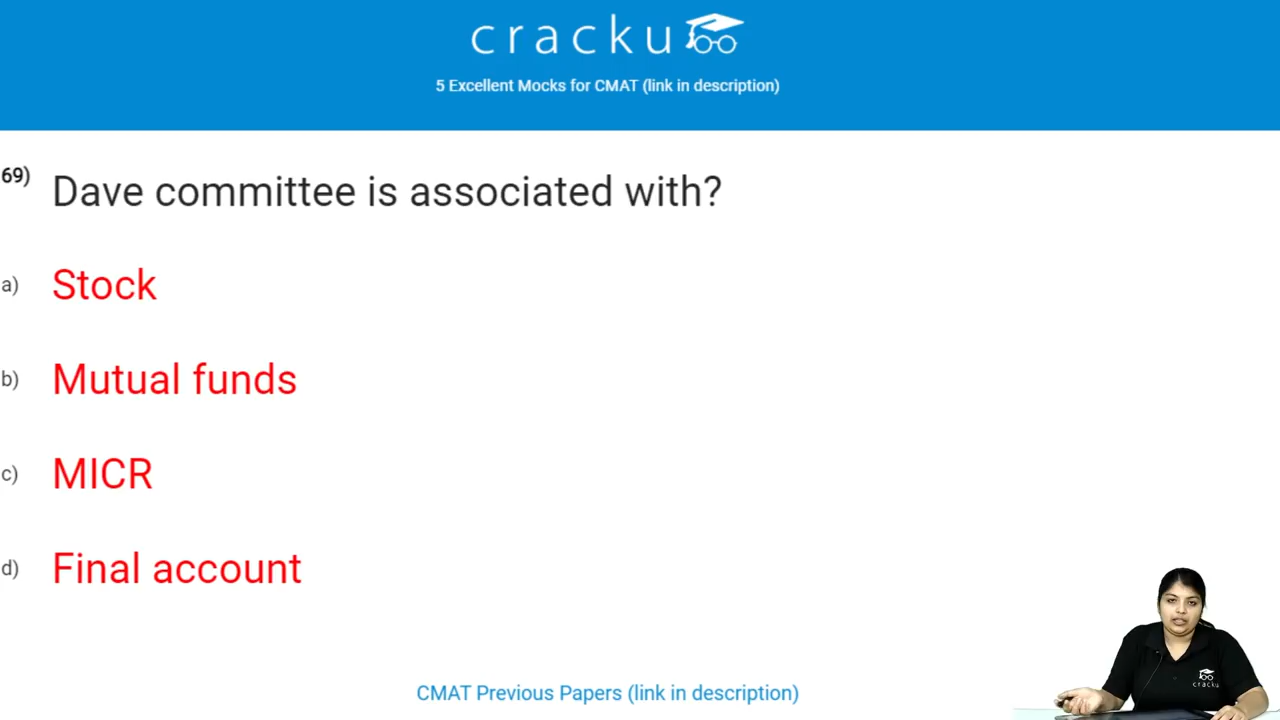 cracku
5 Excellent Mocks for CMAT (link in description)
69) Dave committee is associated with?
a) Stock
b) Mutual funds
c) MICR
d) Final account
cracku
CMAT Previous Papers (link in description)